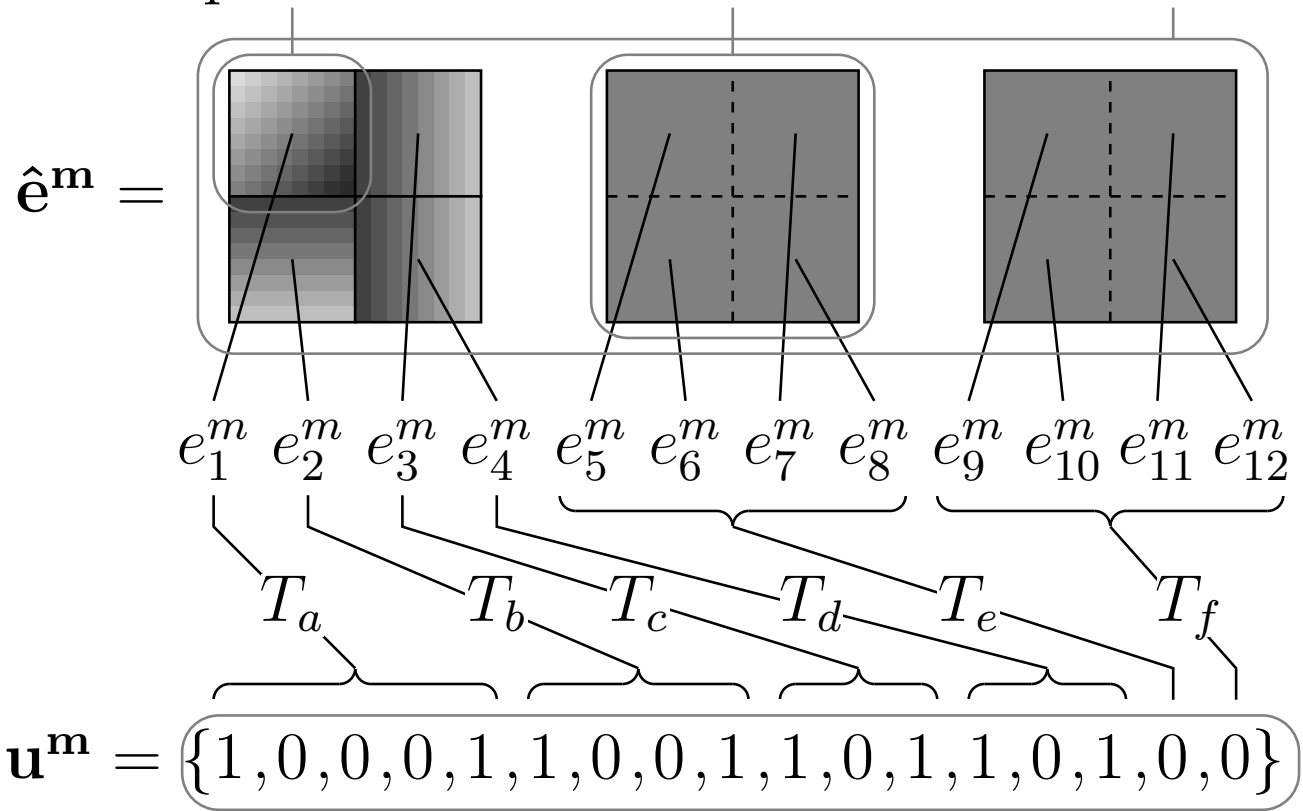 ê^m =
e_1^m e_2^m e_3^m e_4^m e_5^m e_6^m e_7^m e_8^m e_9^m e_10^m e_11^m e_12^m
T_a T_b T_c T_d T_e T_f
u^m = {1,0,0,0,1,1,0,0,1,1,0,1,1,0,1,0,0}